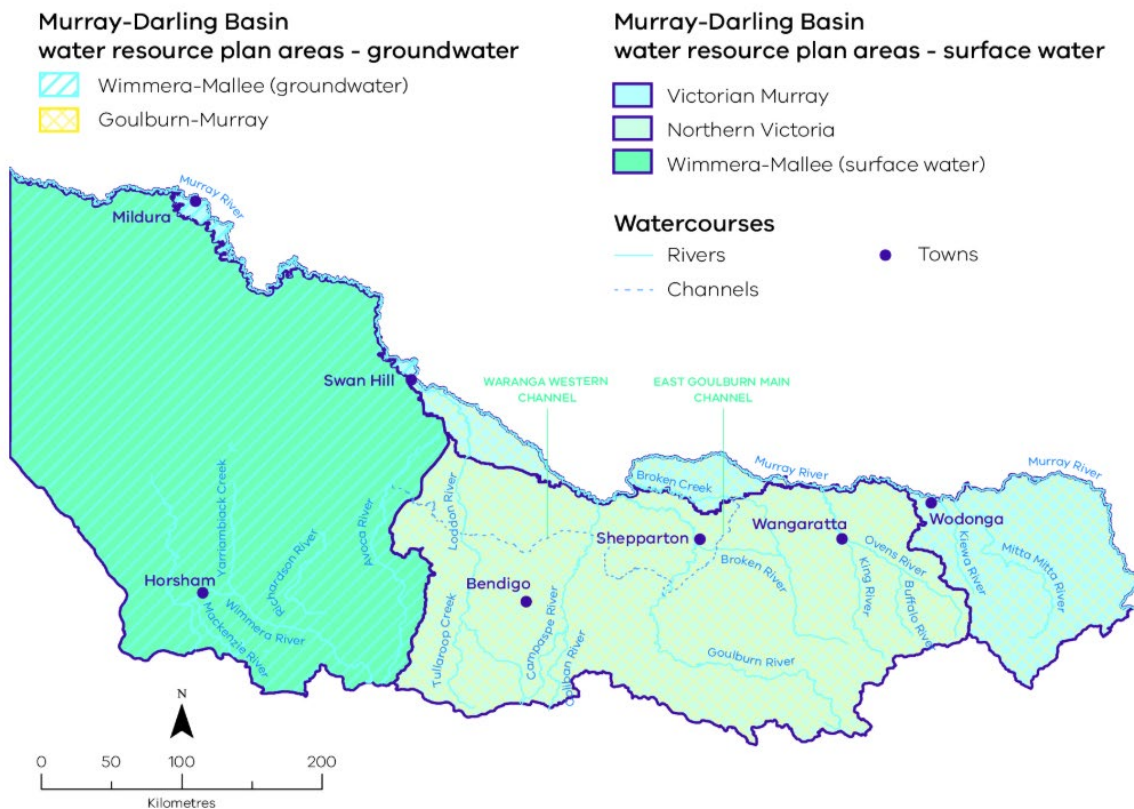 Murray-Darling Basin
water resource plan areas - groundwater
Wimmera-Mallee (groundwater)
Goulburn-Murray
Murray-Darling Basin
water resource plan areas - surface water
Victorian Murray
Northern Victoria
Wimmera-Mallee (surface water)
Watercourses
Rivers
Towns
Channels
Murray River
Mildura
Swan Hill
WARANGA WESTERN
CHANNEL
EAST GOULBURN MAIN
CHANNEL
Murray River
Murray River
Broken Creek
Loddon River
Yarriambiack Creek
Avoca River
Richardson River
Wangaratta
Wodonga
Shepparton
Ovens River
Kiewa River
Mitta Mitta River
Broken River
King River
Buffalo River
Horsham
Bendigo
Wimmera River
Mackenzie River
Tullaroop Creek
Campaspe River
Coliban River
Goulburn River
N
0 50 100 200
Kilometres